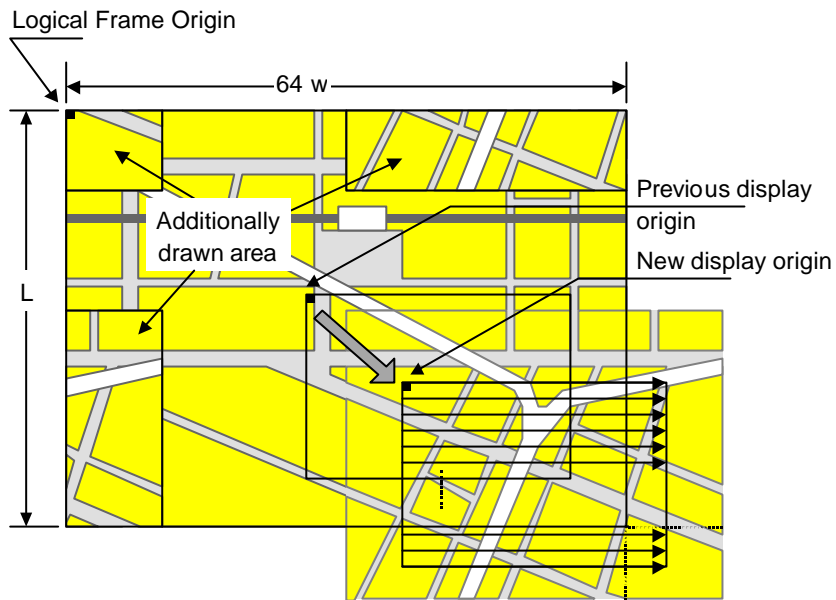 Logical Frame Origin
64 w
Previous display
origin
Additionally
drawn area
New display origin
L